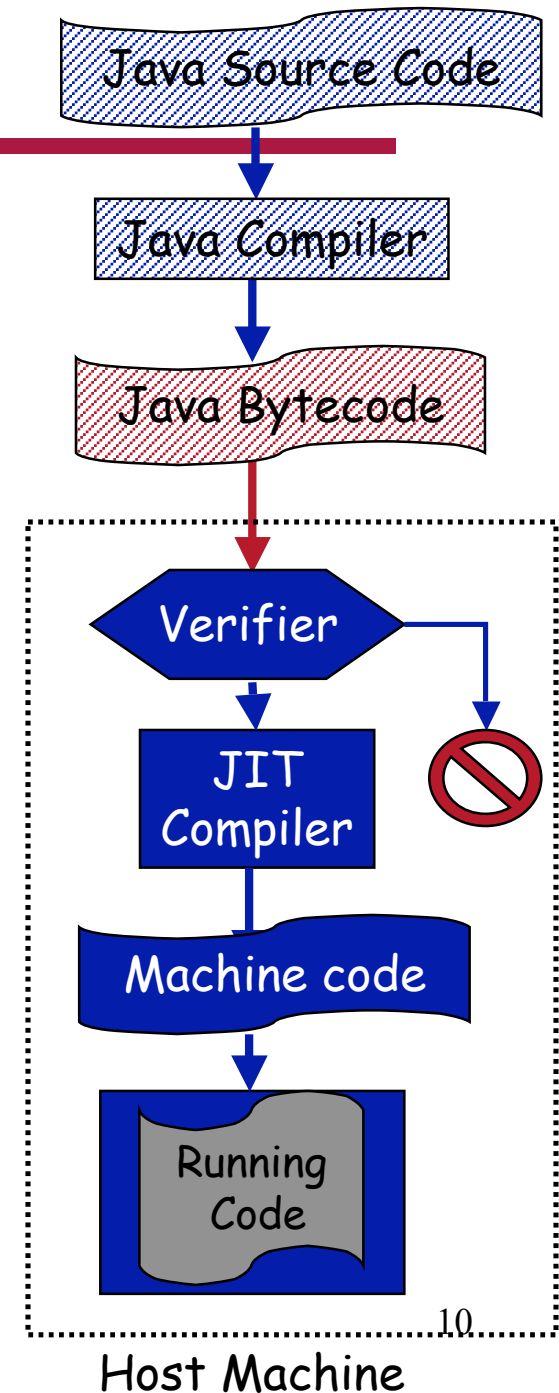 Java Source Code
Java Compiler
Java Bytecode
Verifier
JIT
Compiler
Machine code
Running
Code
10
Host Machine